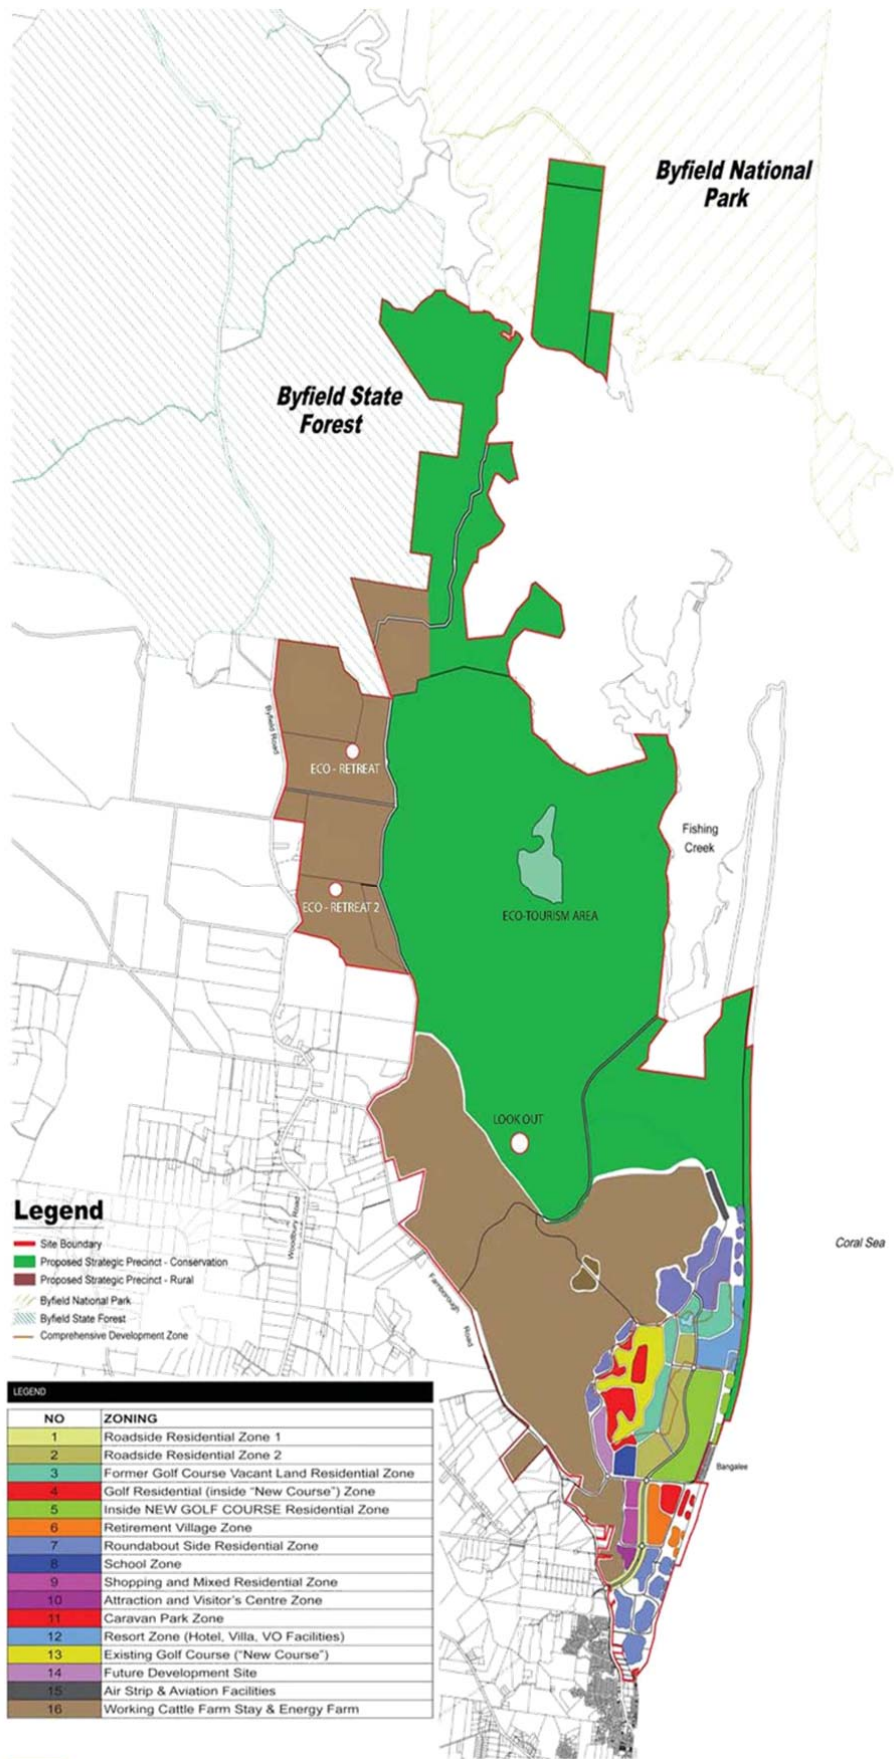 Byfield National
Park
Byfield State
Forest
Byfield Road
ECO - RETREAT
Fishing
Creek
ECO - RETREAT 2
ECO-TOURISM AREA
LOOK OUT
Woodbury Road
Coral Sea
Farnborough Road
Bangalee
Legend
Site Boundary
Proposed Strategic Precinct - Conservation
Proposed Strategic Precinct - Rural
Byfield National Park
Byfield State Forest
Comprehensive Development Zone
LEGEND
NO ZONING
1 Roadside Residential Zone 1
2 Roadside Residential Zone 2
3 Former Golf Course Vacant Land Residential Zone
4 Golf Residential (inside “New Course”) Zone
5 Inside NEW GOLF COURSE Residential Zone
6 Retirement Village Zone
7 Roundabout Side Residential Zone
8 School Zone
9 Shopping and Mixed Residential Zone
10 Attraction and Visitor's Centre Zone
11 Caravan Park Zone
12 Resort Zone (Hotel, Villa, VO Facilities)
13 Existing Golf Course (“New Course”)
14 Future Development Site
15 Air Strip & Aviation Facilities
16 Working Cattle Farm Stay & Energy Farm